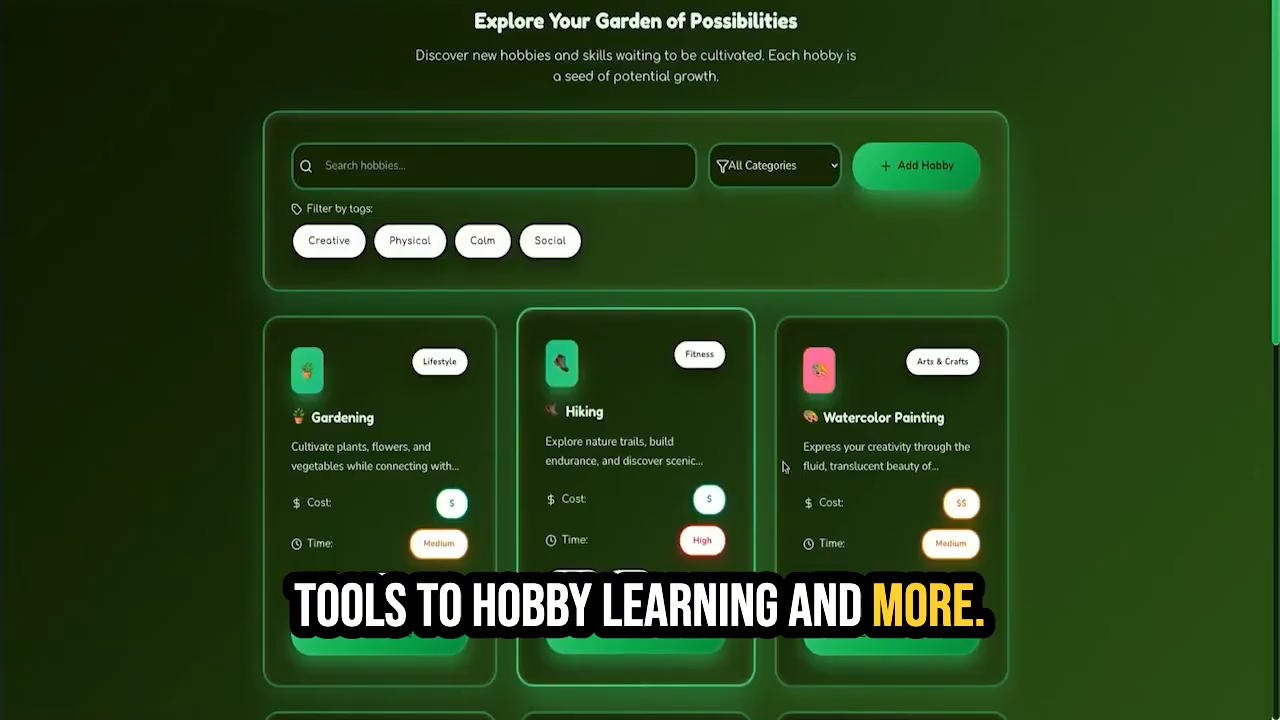 Explore Your Garden of Possibilities
Discover new hobbies and skills waiting to be cultivated. Each hobby is
a seed of potential growth.
Search hobbies...
All Categories
+ Add Hobby
Filter by tags:
Creative
Physical
Calm
Social
Lifestyle
Gardening
Cultivate plants, flowers, and
vegetables while connecting with...
$ Cost:
$
Time:
Medium
Fitness
Hiking
Explore nature trails, build
endurance, and discover scenic...
$ Cost:
$
Time:
High
Arts & Crafts
Watercolor Painting
Express your creativity through the
fluid, translucent beauty of...
$ Cost:
$$
Time:
Medium
TOOLS TO HOBBY LEARNING AND MORE.